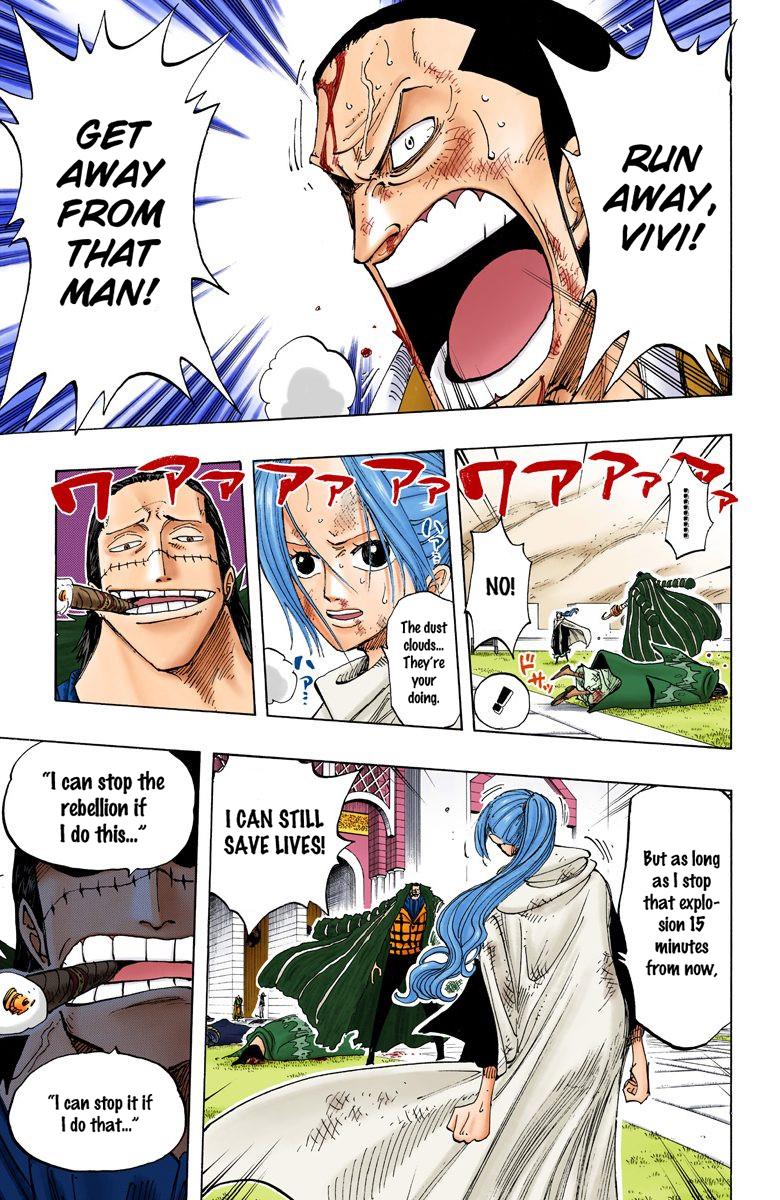 RUN
AWAY,
VIVI!
GET
AWAY
FROM
THAT
MAN!
ワアァアァアァワアァアァアァ
...........
NO!
ドサッ
!
The dust
clouds...
They're
your
doing.
ハァ…
ハァ…
But as long
as I stop
that explo-
sion 15
minutes
from now,
I CAN STILL
SAVE LIVES!
"I can stop the
rebellion if
I do this..."
"I can stop it if
I do that..."